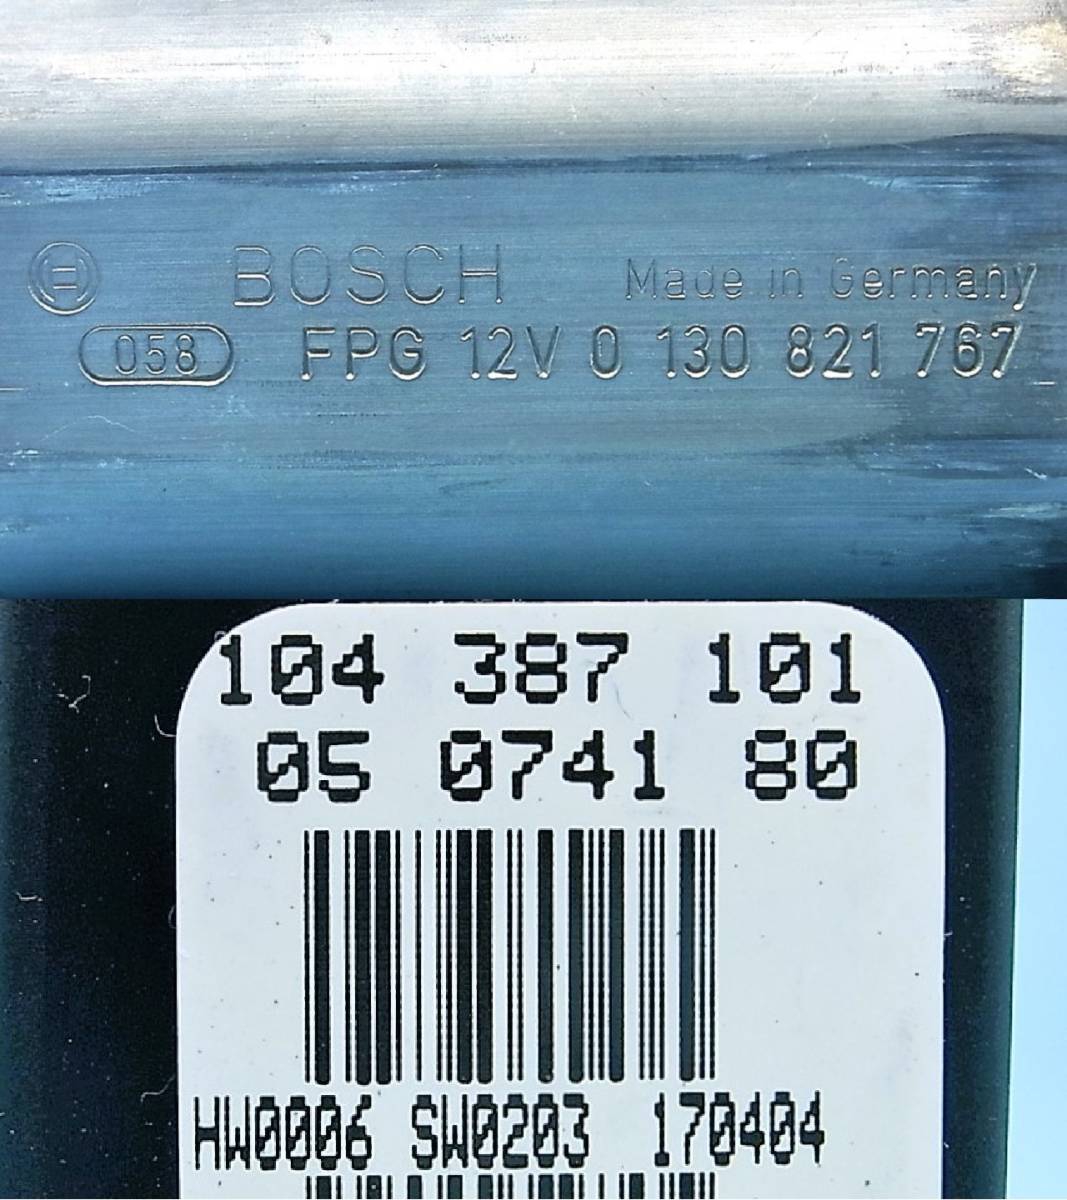 BOSCH Made in Germany
058 FPG 12V 0 130 821 767
104 387 101
05 0741 80
HW0006 SW0203 170404